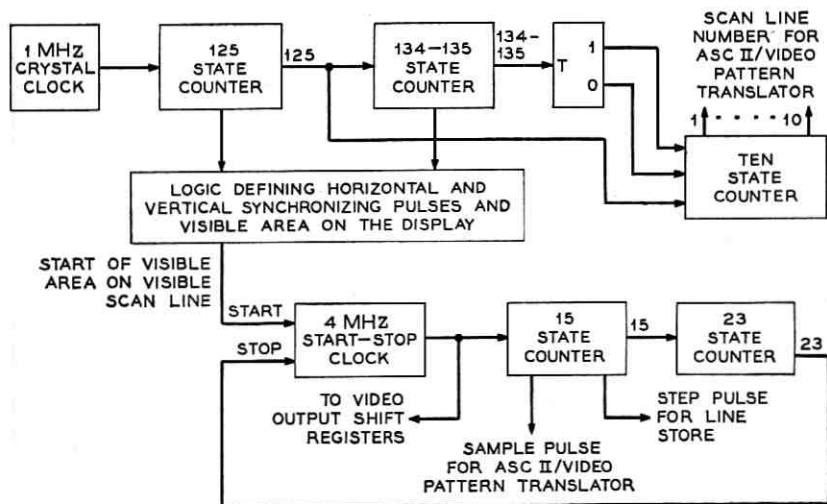 1 MHz
CRYSTAL
CLOCK
125
STATE
COUNTER
125
134–135
STATE
COUNTER
134–
135
T
1
0
SCAN LINE
NUMBER FOR
ASC II/VIDEO
PATTERN
TRANSLATOR
1 · · · · · 10
TEN
STATE
COUNTER
LOGIC DEFINING HORIZONTAL AND
VERTICAL SYNCHRONIZING PULSES AND
VISIBLE AREA ON THE DISPLAY
START OF VISIBLE
AREA ON VISIBLE
SCAN LINE
START
STOP
4 MHz
START–STOP
CLOCK
15
STATE
COUNTER
15
23
STATE
COUNTER
23
TO VIDEO
OUTPUT SHIFT
REGISTERS
SAMPLE PULSE
FOR ASC II/VIDEO
PATTERN TRANSLATOR
STEP PULSE
FOR LINE
STORE